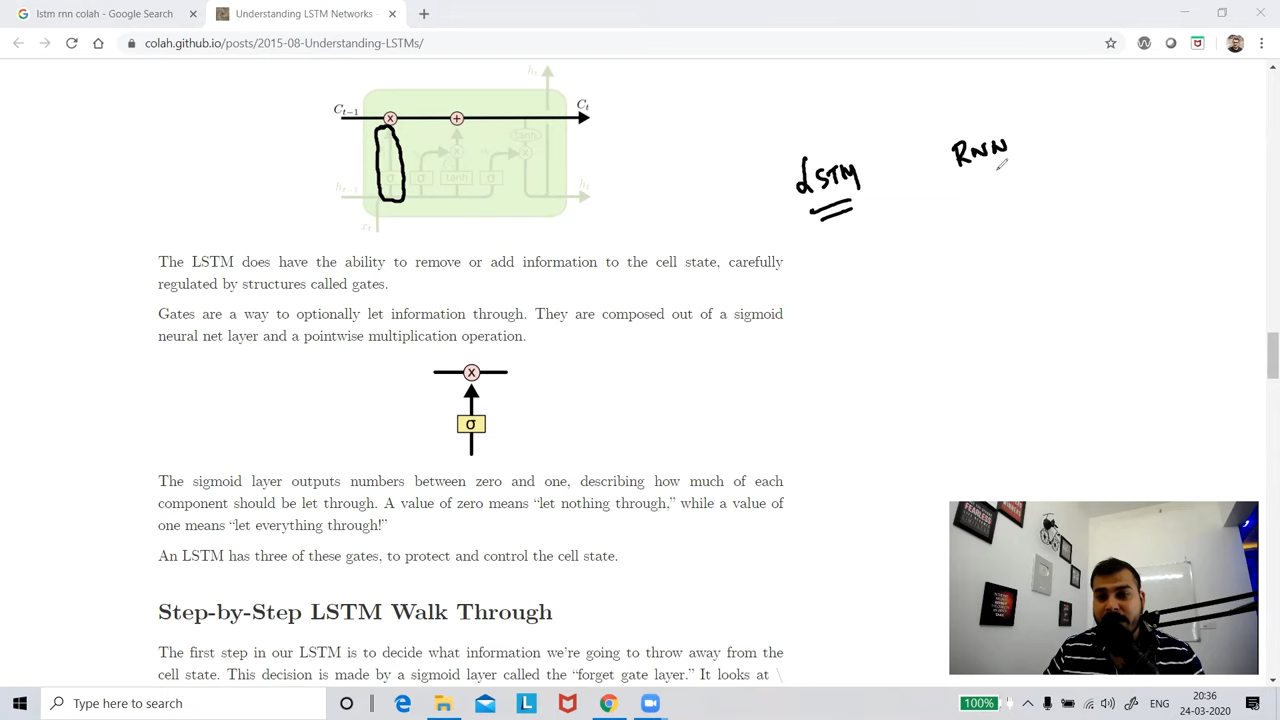 lstm rnn colah - Google Search
Understanding LSTM Networks -
colah.github.io/posts/2015-08-Understanding-LSTMs/
Ct−1
Ct
ht
x
+
tanh
x
x
σ
σ
tanh
σ
ht−1
ht
xt
LSTM
RNN
The LSTM does have the ability to remove or add information to the cell state, carefully
regulated by structures called gates.
Gates are a way to optionally let information through. They are composed out of a sigmoid
neural net layer and a pointwise multiplication operation.
x
σ
The sigmoid layer outputs numbers between zero and one, describing how much of each
component should be let through. A value of zero means “let nothing through,” while a value of
one means “let everything through!”
An LSTM has three of these gates, to protect and control the cell state.
Step-by-Step LSTM Walk Through
The first step in our LSTM is to decide what information we’re going to throw away from the
cell state. This decision is made by a sigmoid layer called the “forget gate layer.” It looks at \
FEARLESS
Type here to search
L
100%
ENG
20:36
24-03-2020